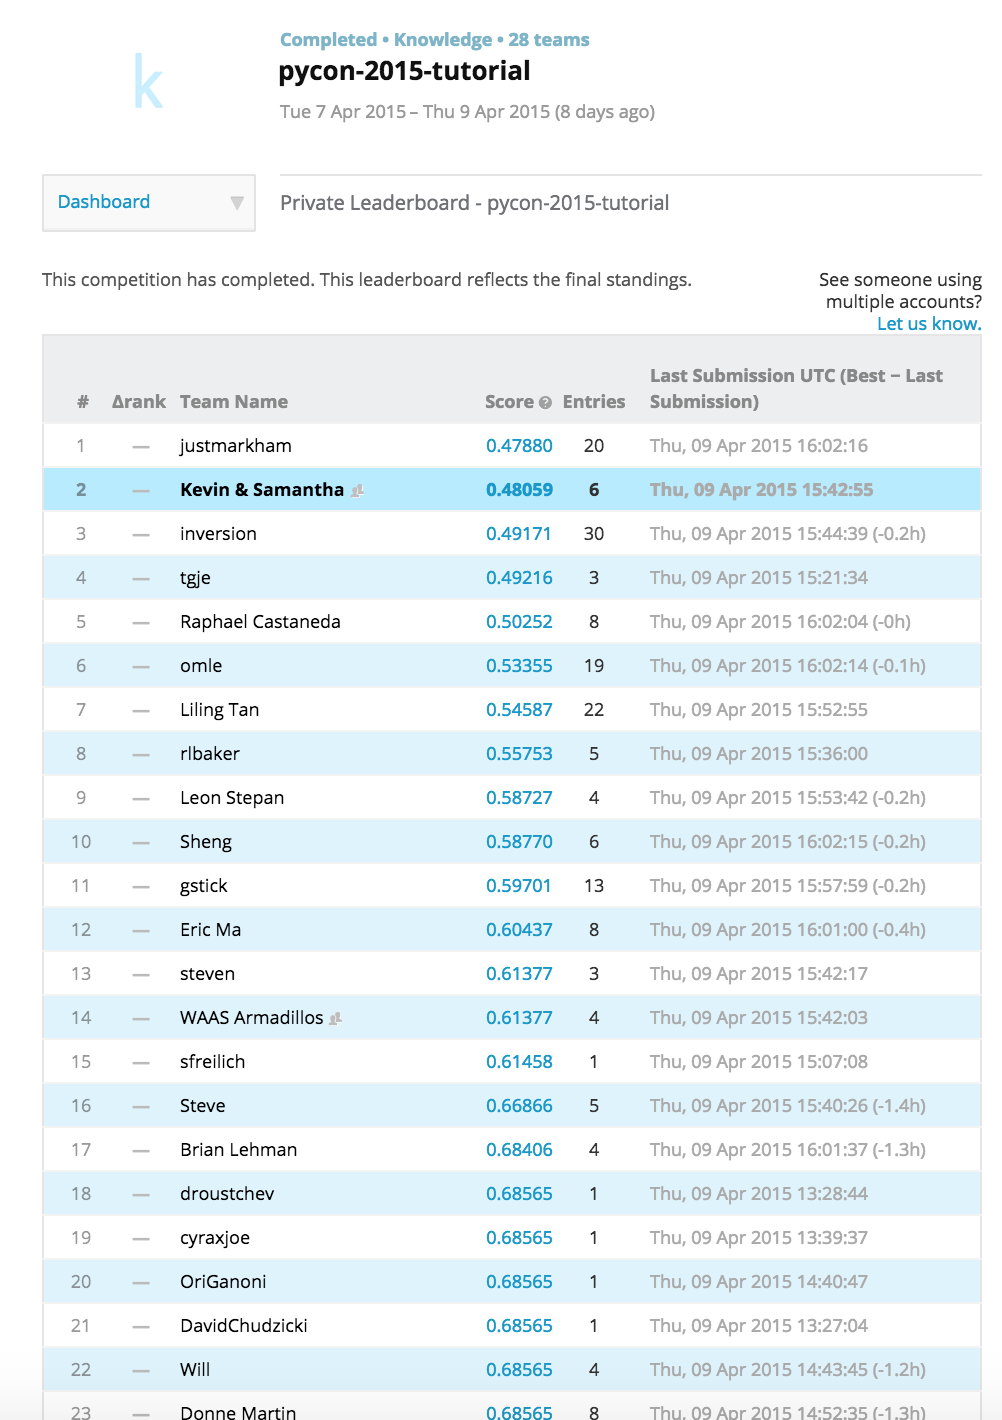 k
Completed • Knowledge • 28 teams
pycon-2015-tutorial
Tue 7 Apr 2015 – Thu 9 Apr 2015 (8 days ago)
Dashboard
Private Leaderboard - pycon-2015-tutorial
This competition has completed. This leaderboard reflects the final standings.
See someone using
multiple accounts?
Let us know.
# Δrank Team Name Score Entries Last Submission UTC (Best − Last
Submission)
1 — justmarkham 0.47880 20 Thu, 09 Apr 2015 16:02:16
2 — Kevin & Samantha 0.48059 6 Thu, 09 Apr 2015 15:42:55
3 — inversion 0.49171 30 Thu, 09 Apr 2015 15:44:39 (-0.2h)
4 — tgje 0.49216 3 Thu, 09 Apr 2015 15:21:34
5 — Raphael Castaneda 0.50252 8 Thu, 09 Apr 2015 16:02:04 (-0h)
6 — omle 0.53355 19 Thu, 09 Apr 2015 16:02:14 (-0.1h)
7 — Liling Tan 0.54587 22 Thu, 09 Apr 2015 15:52:55
8 — rlbaker 0.55753 5 Thu, 09 Apr 2015 15:36:00
9 — Leon Stepan 0.58727 4 Thu, 09 Apr 2015 15:53:42 (-0.2h)
10 — Sheng 0.58770 6 Thu, 09 Apr 2015 16:02:15 (-0.2h)
11 — gstick 0.59701 13 Thu, 09 Apr 2015 15:57:59 (-0.2h)
12 — Eric Ma 0.60437 8 Thu, 09 Apr 2015 16:01:00 (-0.4h)
13 — steven 0.61377 3 Thu, 09 Apr 2015 15:42:17
14 — WAAS Armadillos 0.61377 4 Thu, 09 Apr 2015 15:42:03
15 — sfreilich 0.61458 1 Thu, 09 Apr 2015 15:07:08
16 — Steve 0.66866 5 Thu, 09 Apr 2015 15:40:26 (-1.4h)
17 — Brian Lehman 0.68406 4 Thu, 09 Apr 2015 16:01:37 (-1.3h)
18 — droustchev 0.68565 1 Thu, 09 Apr 2015 13:28:44
19 — cyraxjoe 0.68565 1 Thu, 09 Apr 2015 13:39:37
20 — OriGanoni 0.68565 1 Thu, 09 Apr 2015 14:40:47
21 — DavidChudzicki 0.68565 1 Thu, 09 Apr 2015 13:27:04
22 — Will 0.68565 4 Thu, 09 Apr 2015 14:43:45 (-1.2h)
23 — Donne Martin 0.68565 8 Thu, 09 Apr 2015 14:52:35 (-1.3h)